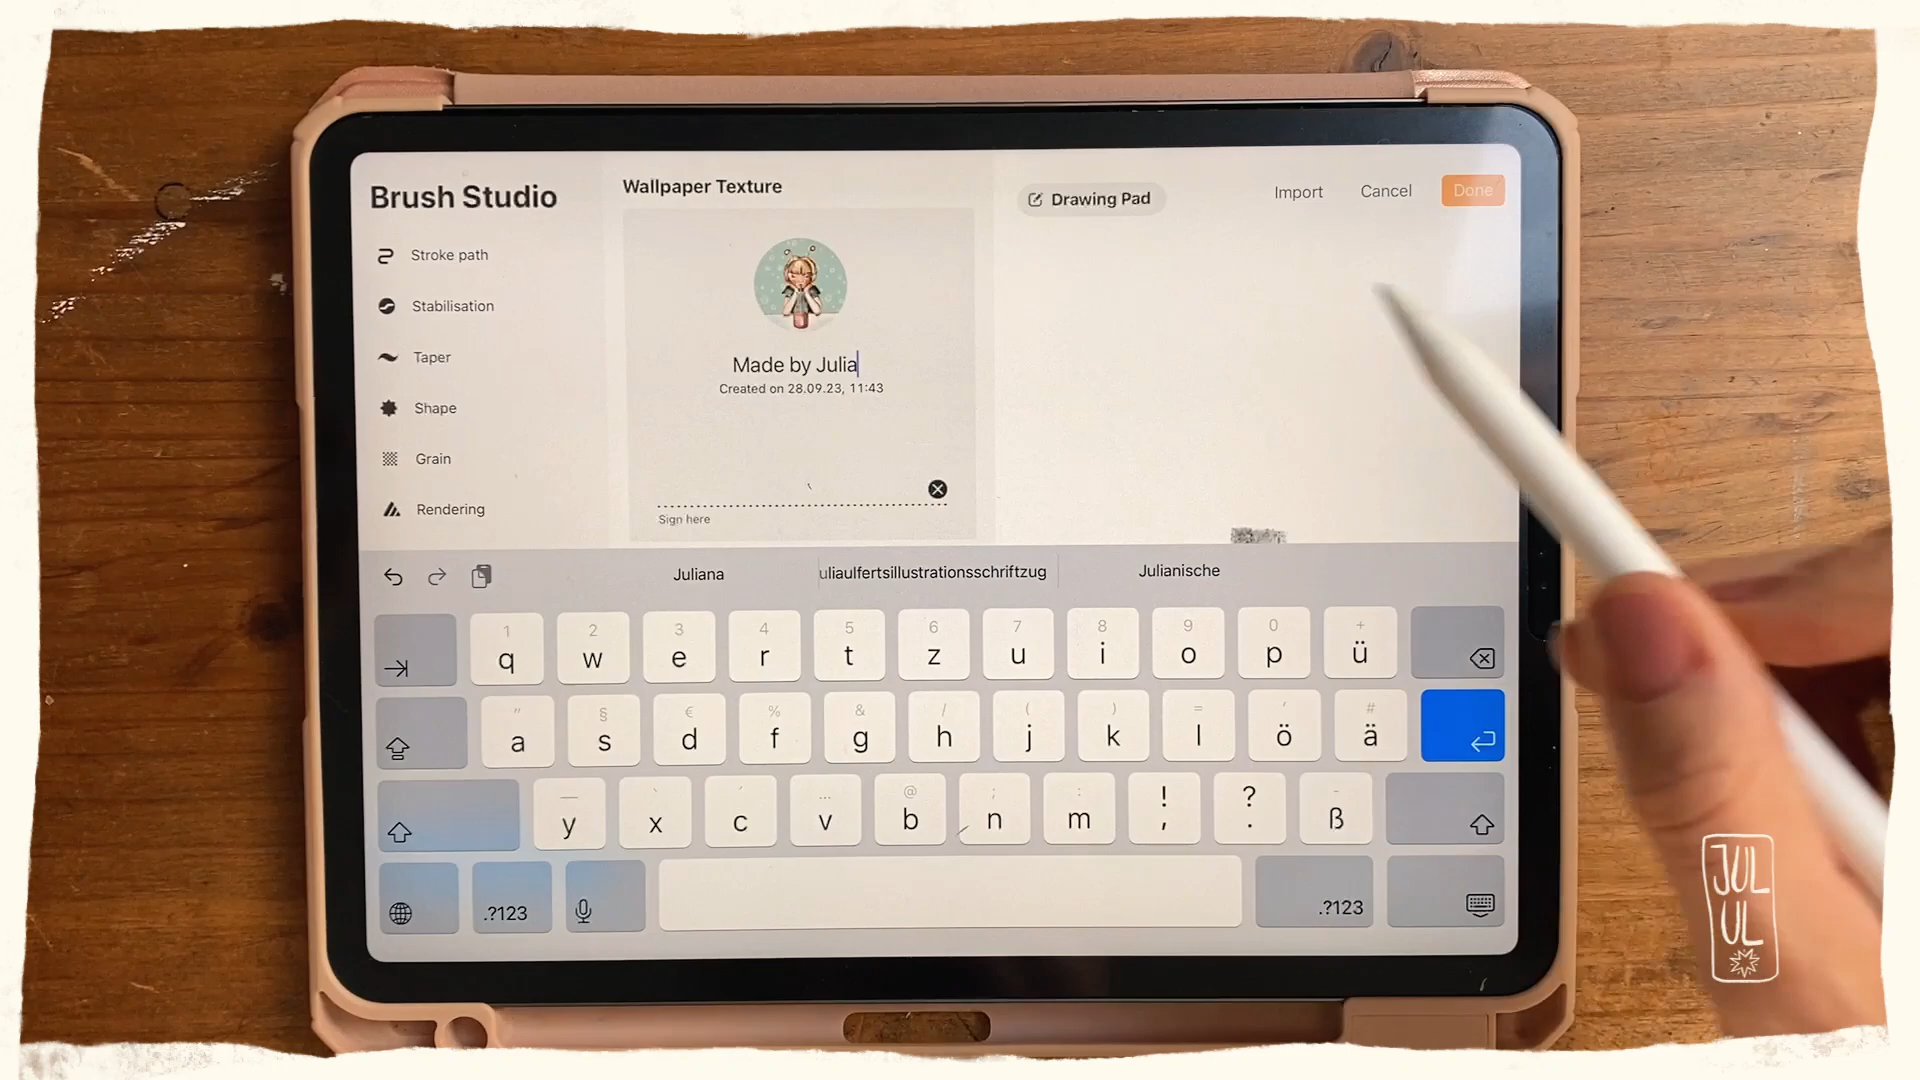 Brush Studio
Wallpaper Texture
Drawing Pad
Import
Cancel
Done
Stroke path
Stabilisation
Taper
Shape
Grain
Rendering
Made by Julia
Created on 28.09.23, 11:43
Sign here
Juliana
uliaulfertsillustrationsschriftzug
Julianische
1 2 3 4 5 6 7 8 9 0 +
q w e r t z u i o p ü
" § € % & / ( ) = ' #
a s d f g h j k l ö ä
— ` ´ ... @ ; : ! ? -
y x c v b n m , . ß
.?123
.?123
JUL
UL